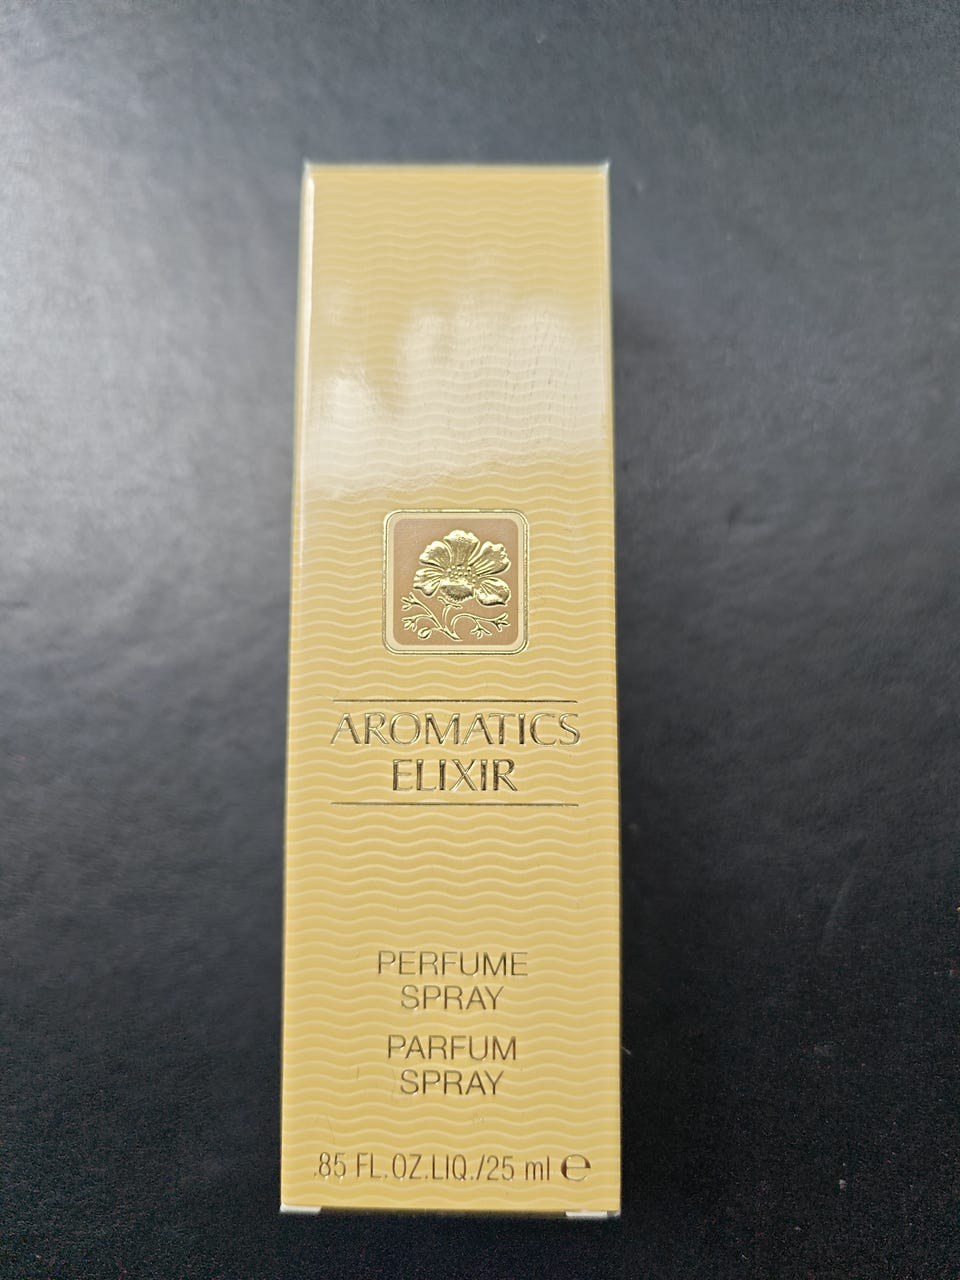 AROMATICS
ELIXIR
PERFUME
SPRAY
PARFUM
SPRAY
.85 FL.OZ.LIQ./25 ml ℮